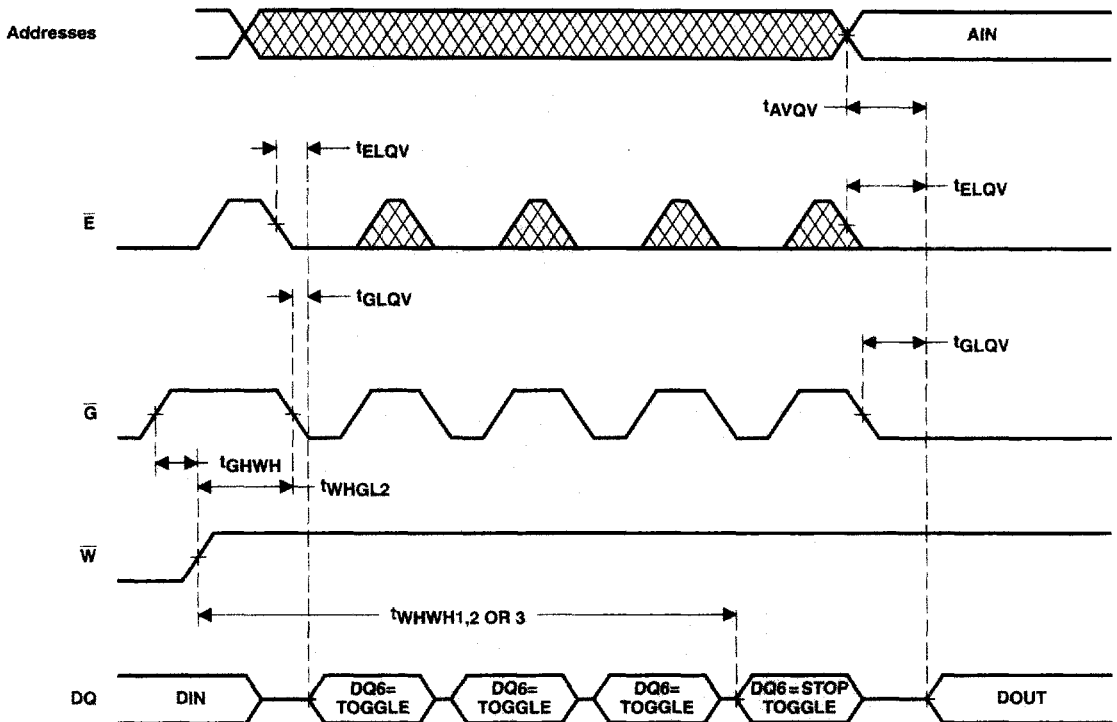 Addresses
AIN
tAVQV
tELQV
tELQV
E
tGLQV
tGLQV
G
tGHWH
tWHGL2
W
tWHWH1,2 OR 3
DQ
DIN
DQ6=
TOGGLE
DQ6=
TOGGLE
DQ6=
TOGGLE
DQ6=STOP
TOGGLE
DOUT